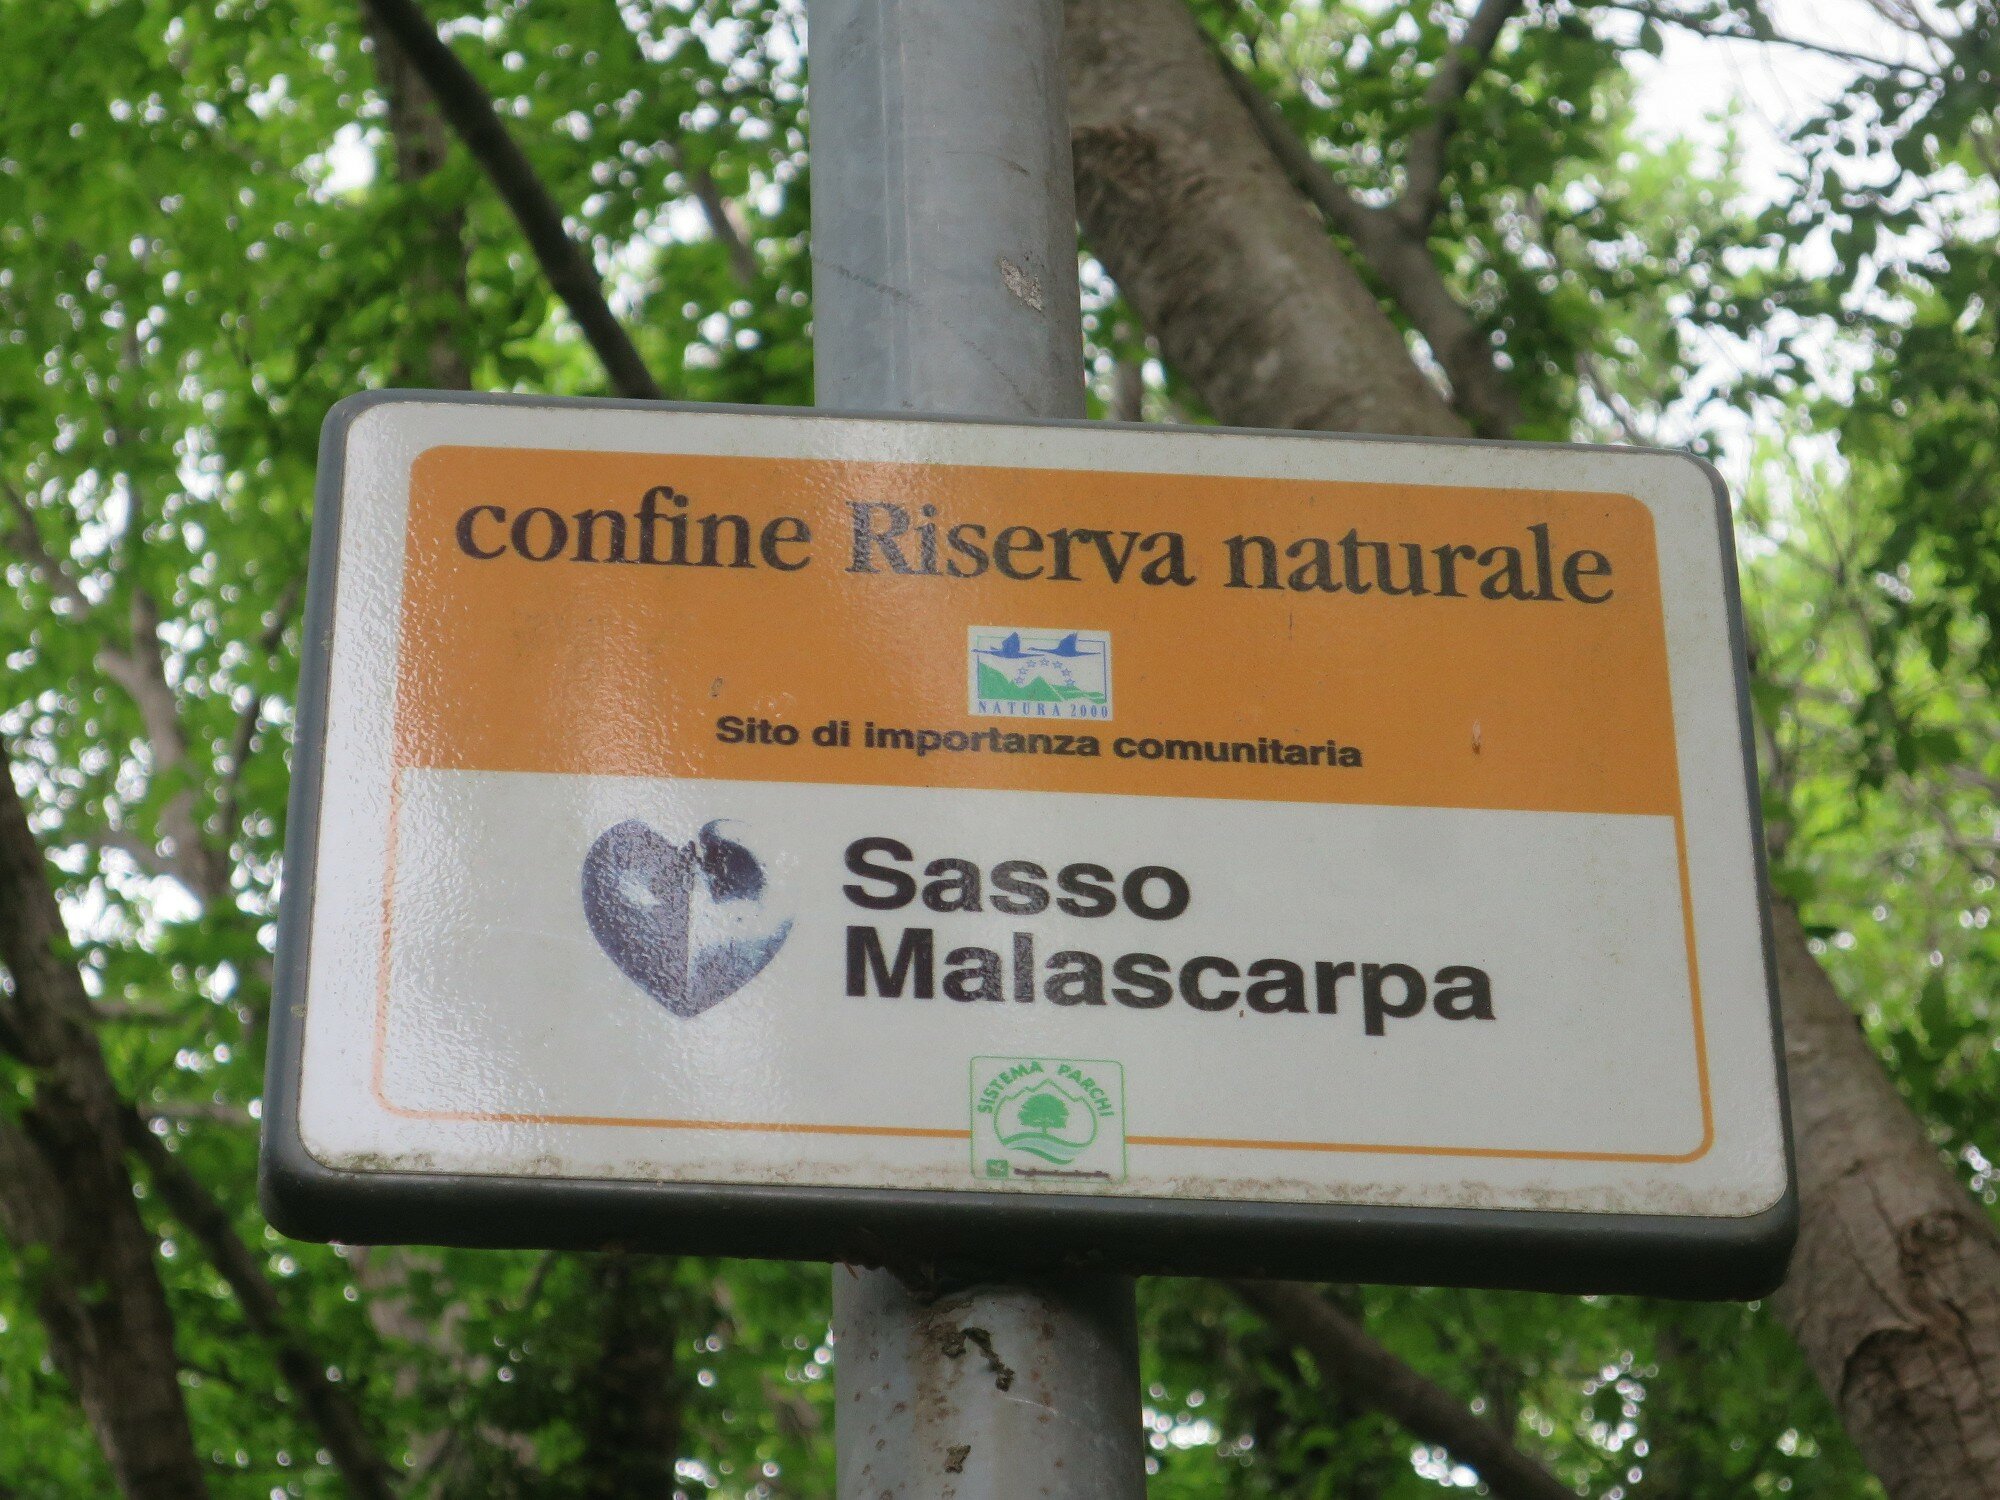 confine Riserva naturale
NATURA 2000
Sito di importanza comunitaria
Sasso
Malascarpa
SISTEMA PARCHI